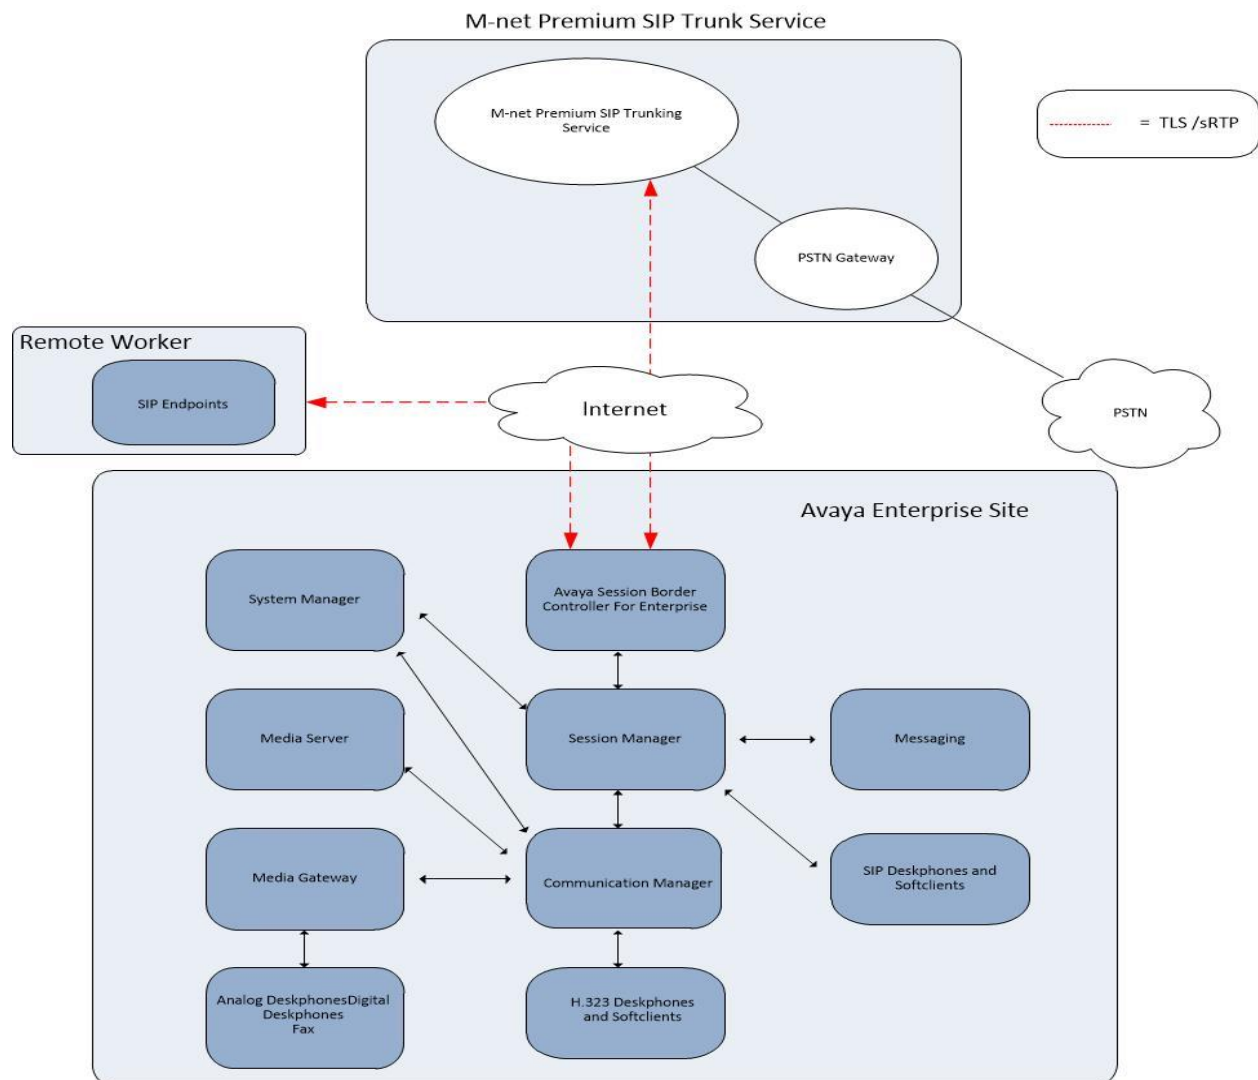 M-net Premium SIP Trunk Service
M-net Premium SIP Trunking
Service
= TLS /sRTP
PSTN Gateway
Remote Worker
SIP Endpoints
Internet
PSTN
Avaya Enterprise Site
System Manager
Avaya Session Border
Controller For Enterprise
Media Server
Session Manager
Messaging
Media Gateway
Communication Manager
SIP Deskphones and
Softclients
Analog DeskphonesDigital
Deskphones
Fax
H.323 Deskphones
and Softclients